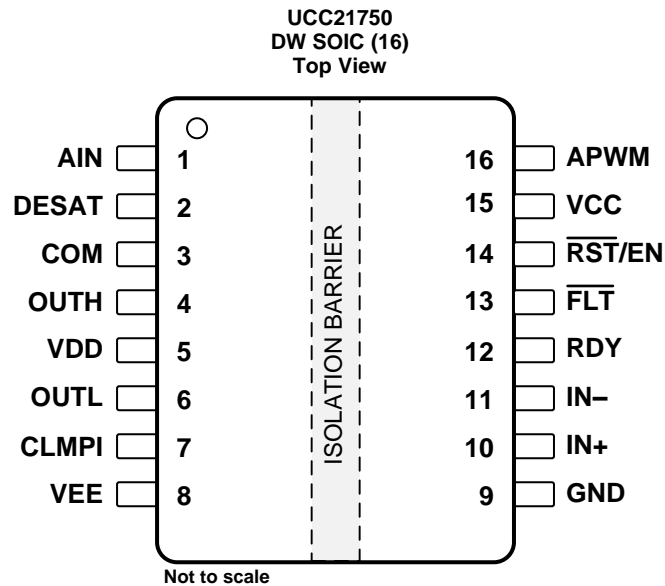 UCC21750
DW SOIC (16)
Top View
AIN 1 16 APWM
DESAT 2 15 VCC
COM 3 14 R̅S̅T̅/EN
OUTH 4 13 F̅L̅T̅
VDD 5 12 RDY
OUTL 6 11 IN–
CLMPI 7 10 IN+
VEE 8 9 GND
ISOLATION BARRIER
Not to scale